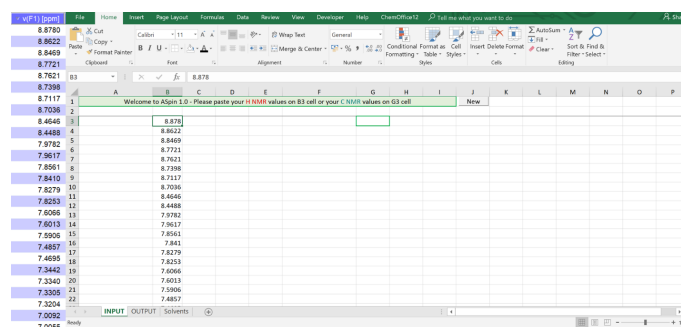 v(F1) [ppm]
8.8780
8.8622
8.8469
8.7721
8.7621
8.7398
8.7117
8.7036
8.4646
8.4488
7.9782
7.9617
7.8561
7.8410
7.8279
7.8253
7.6066
7.6013
7.5906
7.4857
7.4695
7.3442
7.3340
7.3305
7.3204
7.0092
File Home Insert Page Layout Formulas Data Review View Developer Help ChemOffice12 Tell me what you want to do
Cut
Copy
Format Painter
Paste
Clipboard
Calibri 11
B I U
Font
Wrap Text
Merge & Center
Alignment
General
Number
Conditional Formatting
Format as Table
Cell Styles
Styles
Insert Delete Format
Cells
AutoSum
Fill
Clear
Sort & Filter
Find & Select
Editing
B3 fx 8.878
A B C D E F G H I J K L M N O P
1 Welcome to ASpin 1.0 - Please paste your H NMR values on B3 cell or your C NMR values on G3 cell New
2
3 8.878
4 8.8622
5 8.8469
6 8.7721
7 8.7621
8 8.7398
9 8.7117
10 8.7036
11 8.4646
12 8.4488
13 7.9782
14 7.9617
15 7.8561
16 7.841
17 7.8279
18 7.8253
19 7.6066
20 7.6013
21 7.5906
22 7.4857
INPUT OUTPUT Solvents
Ready